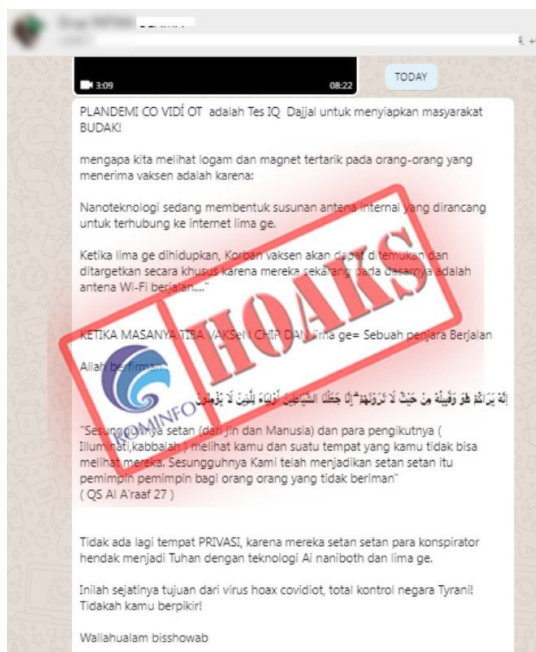 3:09
08:22
TODAY
PLANDEMI CO VIDÍ OT adalah Tes IQ Dajjal untuk menyiapkan masyarakat
BUDAK!
mengapa kita melihat logam dan magnet tertarik pada orang-orang yang
menerima vaksen adalah karena:
Nanoteknologi sedang membentuk susunan antena internal yang dirancang
untuk terhubung ke internet lima ge.
Ketika lima ge dihidupkan, Korban vaksen akan dapat ditemukan dan
ditargetkan secara khusus karena mereka sekarang pada dasarnya adalah
antena Wi-Fi berjalan...."
HOAKS
KETIKA MASANYA TIBA VAKSeN CHIP DAN lima ge= Sebuah penjara Berjalan
Allah berfirman
KOMINFO
إِنَّهُ يَرَاكُمْ هُوَ وَقَبِيلُهُ مِنْ حَيْثُ لَا تَرَوْنَهُمْ ۗ إِنَّا جَعَلْنَا الشَّيَاطِينَ أَوْلِيَاءَ لِلَّذِينَ لَا يُؤْمِنُونَ
"Sesungguhnya setan (dari jin dan Manusia) dan para pengikutnya (
Illuminati,kabbalah ) melihat kamu dan suatu tempat yang kamu tidak bisa
melihat mereka. Sesungguhnya Kami telah menjadikan setan setan itu
pemimpin pemimpin bagi orang orang yang tidak beriman"
( QS Al A'raaf 27 )
Tidak ada lagi tempat PRIVASI, karena mereka setan setan para konspirator
hendak menjadi Tuhan dengan teknologi Ai naniboth dan lima ge.
Inilah sejatinya tujuan dari virus hoax covidiot, total kontrol negara Tyrani!
Tidakah kamu berpikir!
Wallahualam bisshowab